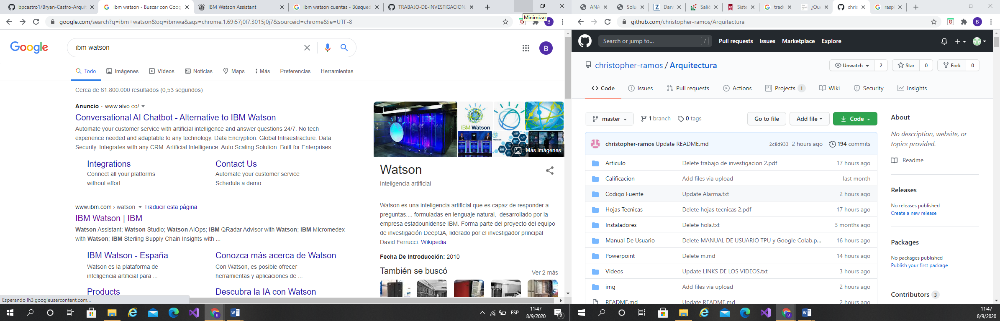 bpcastro1/Bryan-Castro-Arquit
ibm watson - Buscar con Goog
IBM Watson Assistant
ibm watson cuentas - Búsqued
TRABAJO-DE-INVESTIGACION
Minimizar
google.com/search?q=ibm+watson&oq=ibmwa&aqs=chrome.1.69i57j0l7.3015j0j7&sourceid=chrome&ie=UTF-8
B
Google
ibm watson
B
Todo
Imágenes
Vídeos
Noticias
Maps
Más
Preferencias
Herramientas
Cerca de 61.800.000 resultados (0,53 segundos)
Anuncio · www.aivo.co/
Conversational AI Chatbot - Alternative to IBM Watson
Automate your customer service with artificial intelligence and answer questions 24/7. No tech
experience needed and adaptable to any technology. Data Encryption. Global Infraestracture. Data
Security. Integrates with any CRM. Artificial Intelligence. Auto Scaling Solution. Built for Enterprises.
Integrations
Connect all your platforms
without effort
Contact Us
Automate your customer service
Schedule a demo
www.ibm.com › watson
Traducir esta página
IBM Watson | IBM
Watson Assistant; Watson Studio; Watson AIOps; IBM QRadar Advisor with Watson; IBM Micromedex
with Watson; IBM Sterling Supply Chain Insights with ...
IBM Watson - España
Watson es la plataforma de
inteligencia artificial para ...
Conozca más acerca de Watson
Con Watson, es posible ofrecer
herramientas y aplicaciones de ...
Products
Descubra la IA con Watson
Esperando lh3.googleusercontent.com...
IBM Watson
WATSON
Más imágenes
Watson
Inteligencia artificial
Watson es una inteligencia artificial que es capaz de responder a
preguntas.... formuladas en lenguaje natural, desarrollado por la
empresa estadounidense IBM. Forma parte del proyecto del equipo
de investigación DeepQA, liderado por el investigador principal
David Ferrucci. Wikipedia
Fecha De Introducción: 2010
También se buscó
Ver 2 más
ESP
11:47
8/9/2020
2
ANA
Solu
Darv
Salió
Siste
trad
¿Qu
chris
raspl
github.com/christopher-ramos/Arquitectura
B
Search or jump to...
/
Pull requests
Issues
Marketplace
Explore
christopher-ramos / Arquitectura
Unwatch
2
Star
0
Fork
0
Code
Issues
Pull requests
Actions
Projects 1
Wiki
Security
Insights
master
1 branch
0 tags
Go to file
Add file
Code
christopher-ramos Update README.md
2c8d933 2 hours ago
194 commits
Articulo
Delete trabajo de investigacion 2.pdf
17 hours ago
Calificacion
Add files via upload
last month
Codigo Fuente
Update Alarma.txt
2 hours ago
Hojas Tecnicas
Delete hojas tecnicas 2.pdf
17 hours ago
Instaladores
Delete hola.txt
3 months ago
Manual De Usuario
Delete MANUAL DE USUARIO TPU y Google Colab.p...
16 hours ago
Powerpoint
Delete m.md
14 hours ago
Videos
Update LINKS DE LOS VIDEOS.txt
3 hours ago
img
Add files via upload
2 hours ago
README.md
Update README.md
2 hours ago
About
No description, website, or
topics provided.
Readme
Releases
No releases published
Create a new release
Packages
No packages published
Publish your first package
Contributors 3
11:47
8/9/2020